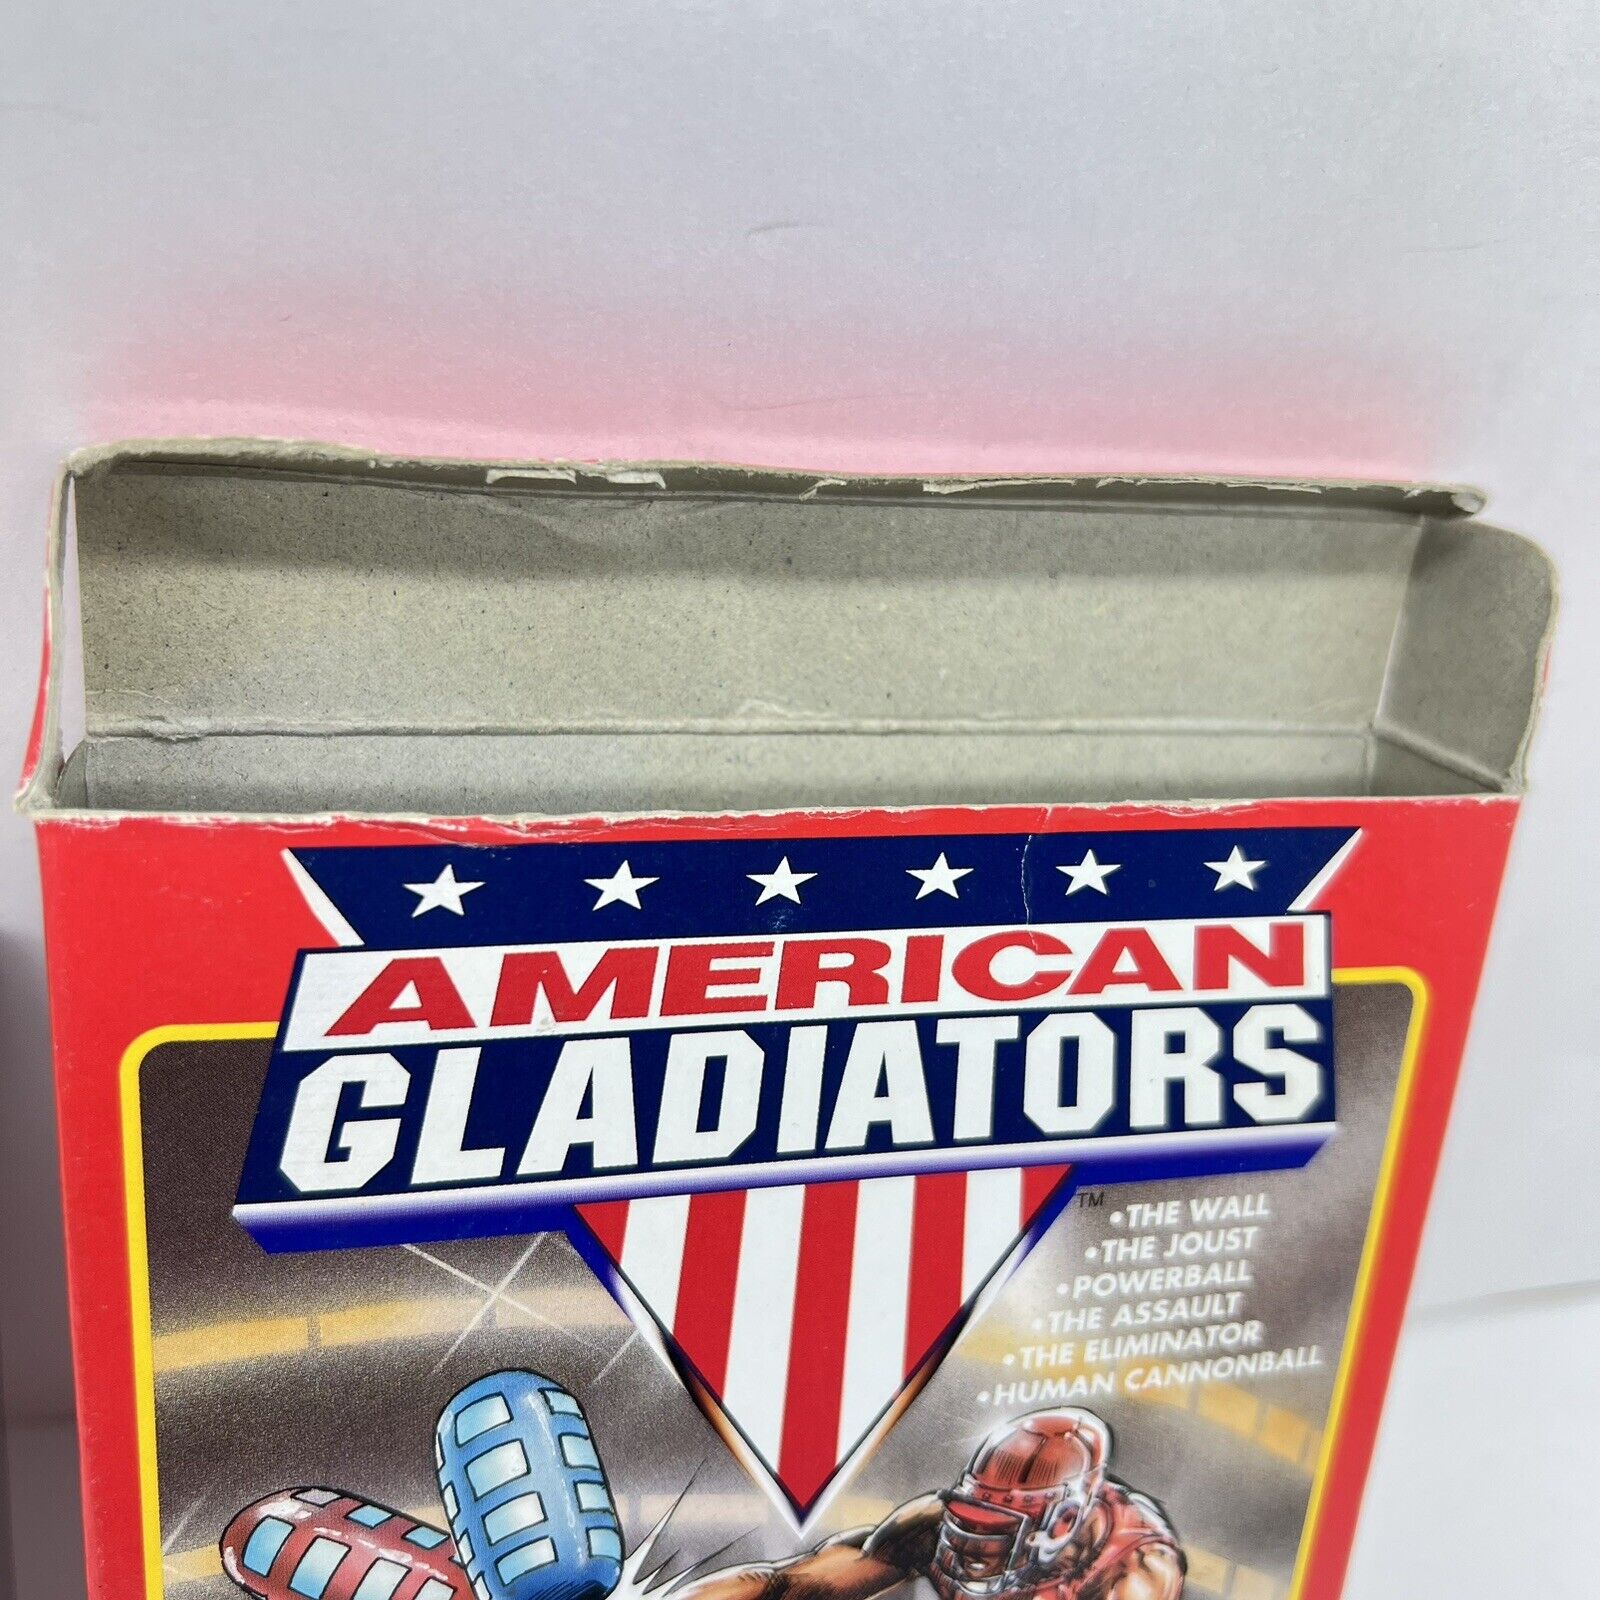 AMERICAN
GLADIATORS
TM
•THE WALL
•THE JOUST
•POWERBALL
•THE ASSAULT
•THE ELIMINATOR
•HUMAN CANNONBALL